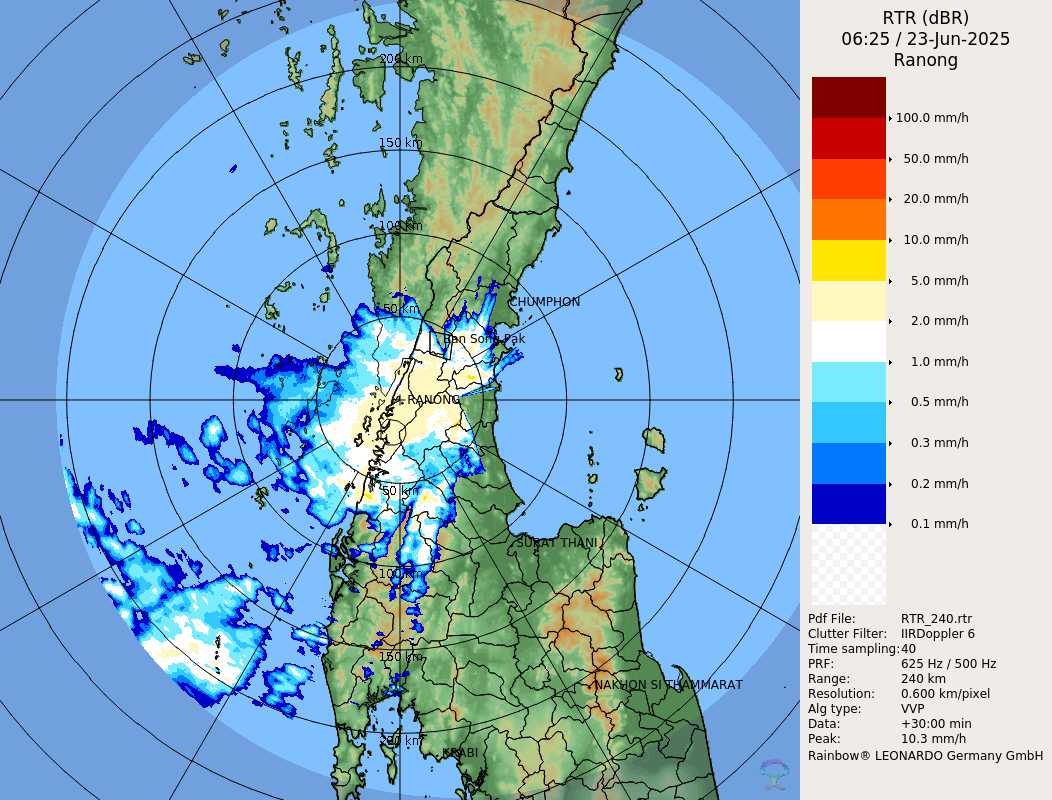 RTR (dBR)
06:25 / 23-Jun-2025
Ranong
100.0 mm/h
50.0 mm/h
20.0 mm/h
10.0 mm/h
5.0 mm/h
2.0 mm/h
1.0 mm/h
0.5 mm/h
0.3 mm/h
0.2 mm/h
0.1 mm/h
Pdf File: RTR_240.rtr
Clutter Filter: IIRDoppler 6
Time sampling:40
PRF: 625 Hz / 500 Hz
Range: 240 km
Resolution: 0.600 km/pixel
Alg type: VVP
Data: +30:00 min
Peak: 10.3 mm/h
Rainbow® LEONARDO Germany GmbH
200 km
150 km
100 km
50 km
CHUMPHON
Ban Song Pak
RANONG
50 km
SURAT THANI
100 km
150 km
NAKHON SI THAMMARAT
200 km
KRABI